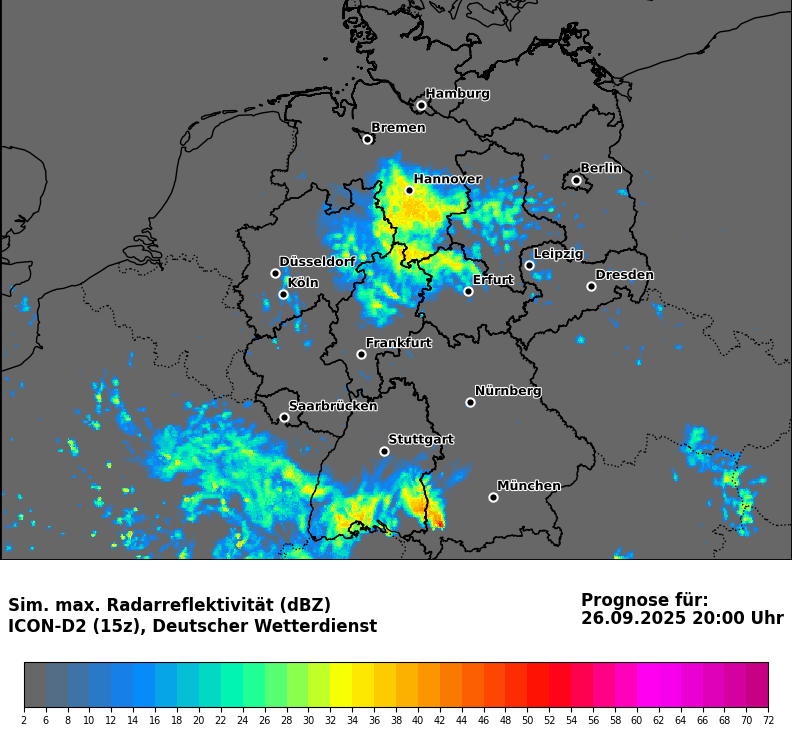 Hamburg
Bremen
Berlin
Hannover
Leipzig
Düsseldorf
Dresden
Köln
Erfurt
Frankfurt
Nürnberg
Saarbrücken
Stuttgart
München
Sim. max. Radarreflektivität (dBZ)
ICON-D2 (15z), Deutscher Wetterdienst
Prognose für:
26.09.2025 20:00 Uhr
2 6 8 10 12 14 16 18 20 22 24 26 28 30 32 34 36 38 40 42 44 46 48 50 52 54 56 58 60 62 64 66 68 70 72